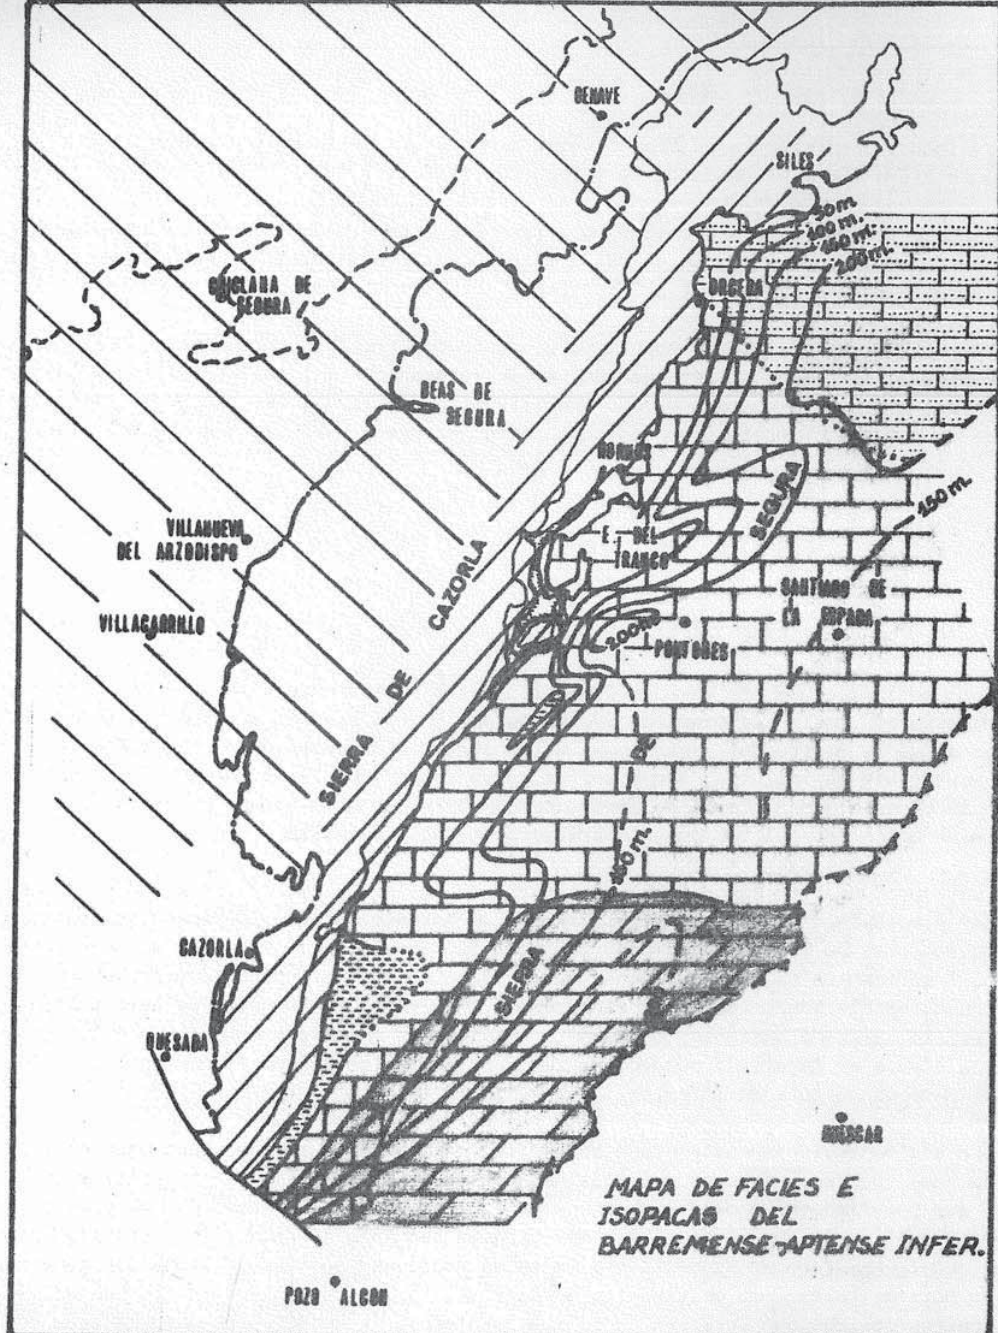 GENAVE
SILES
50 m.
100 m.
150 m.
200 m.
ORCERA
CHICLANA DE
SEGURA
BEAS DE
SEGURA
HORNOS
SEGURA
150 m.
VILLANUEVA
DEL ARZOBISPO
E. DEL
TRANCO
CAZORLA
SANTIAGO DE
LA ESPADA
VILLACARRILLO
200 m
PONTONES
DE
DE
SIERRA
150 m.
CAZORLA
SIERRA
QUESADA
HUESCAR
MAPA DE FACIES E
ISOPACAS DEL
BARREMENSE-APTENSE INFER.
POZO ALCON